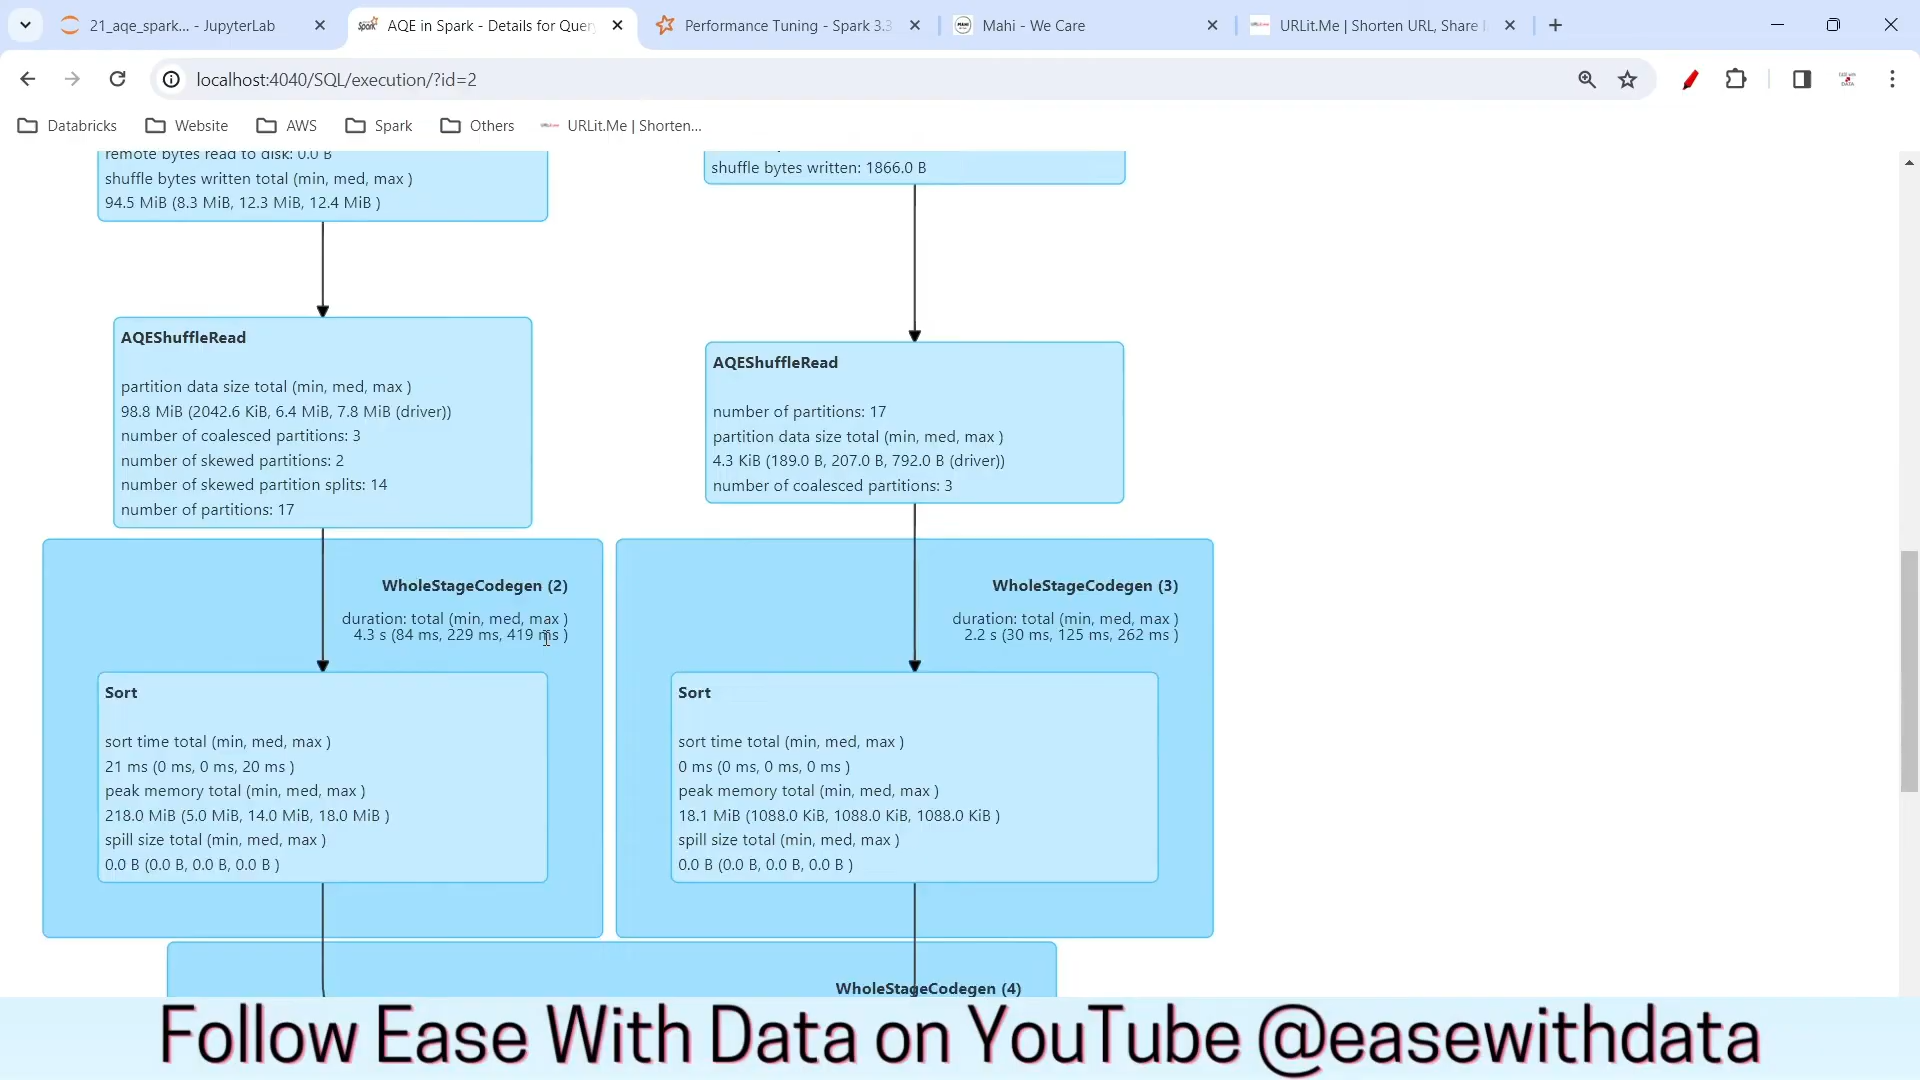 21_aqe_spark... - JupyterLab
AQE in Spark - Details for Query
Performance Tuning - Spark 3.3
Mahi - We Care
URLit.Me | Shorten URL, Share
localhost:4040/SQL/execution/?id=2
Databricks
Website
AWS
Spark
Others
URLit.Me | Shorten...
remote bytes read to disk: 0.0 B
shuffle bytes written total (min, med, max )
94.5 MiB (8.3 MiB, 12.3 MiB, 12.4 MiB )
shuffle bytes written: 1866.0 B
AQEShuffleRead
partition data size total (min, med, max )
98.8 MiB (2042.6 KiB, 6.4 MiB, 7.8 MiB (driver))
number of coalesced partitions: 3
number of skewed partitions: 2
number of skewed partition splits: 14
number of partitions: 17
AQEShuffleRead
number of partitions: 17
partition data size total (min, med, max )
4.3 KiB (189.0 B, 207.0 B, 792.0 B (driver))
number of coalesced partitions: 3
WholeStageCodegen (2)
duration: total (min, med, max )
4.3 s (84 ms, 229 ms, 419 ms )
WholeStageCodegen (3)
duration: total (min, med, max )
2.2 s (30 ms, 125 ms, 262 ms )
Sort
sort time total (min, med, max )
21 ms (0 ms, 0 ms, 20 ms )
peak memory total (min, med, max )
218.0 MiB (5.0 MiB, 14.0 MiB, 18.0 MiB )
spill size total (min, med, max )
0.0 B (0.0 B, 0.0 B, 0.0 B )
Sort
sort time total (min, med, max )
0 ms (0 ms, 0 ms, 0 ms )
peak memory total (min, med, max )
18.1 MiB (1088.0 KiB, 1088.0 KiB, 1088.0 KiB )
spill size total (min, med, max )
0.0 B (0.0 B, 0.0 B, 0.0 B )
WholeStageCodegen (4)
Follow Ease With Data on YouTube @easewithdata